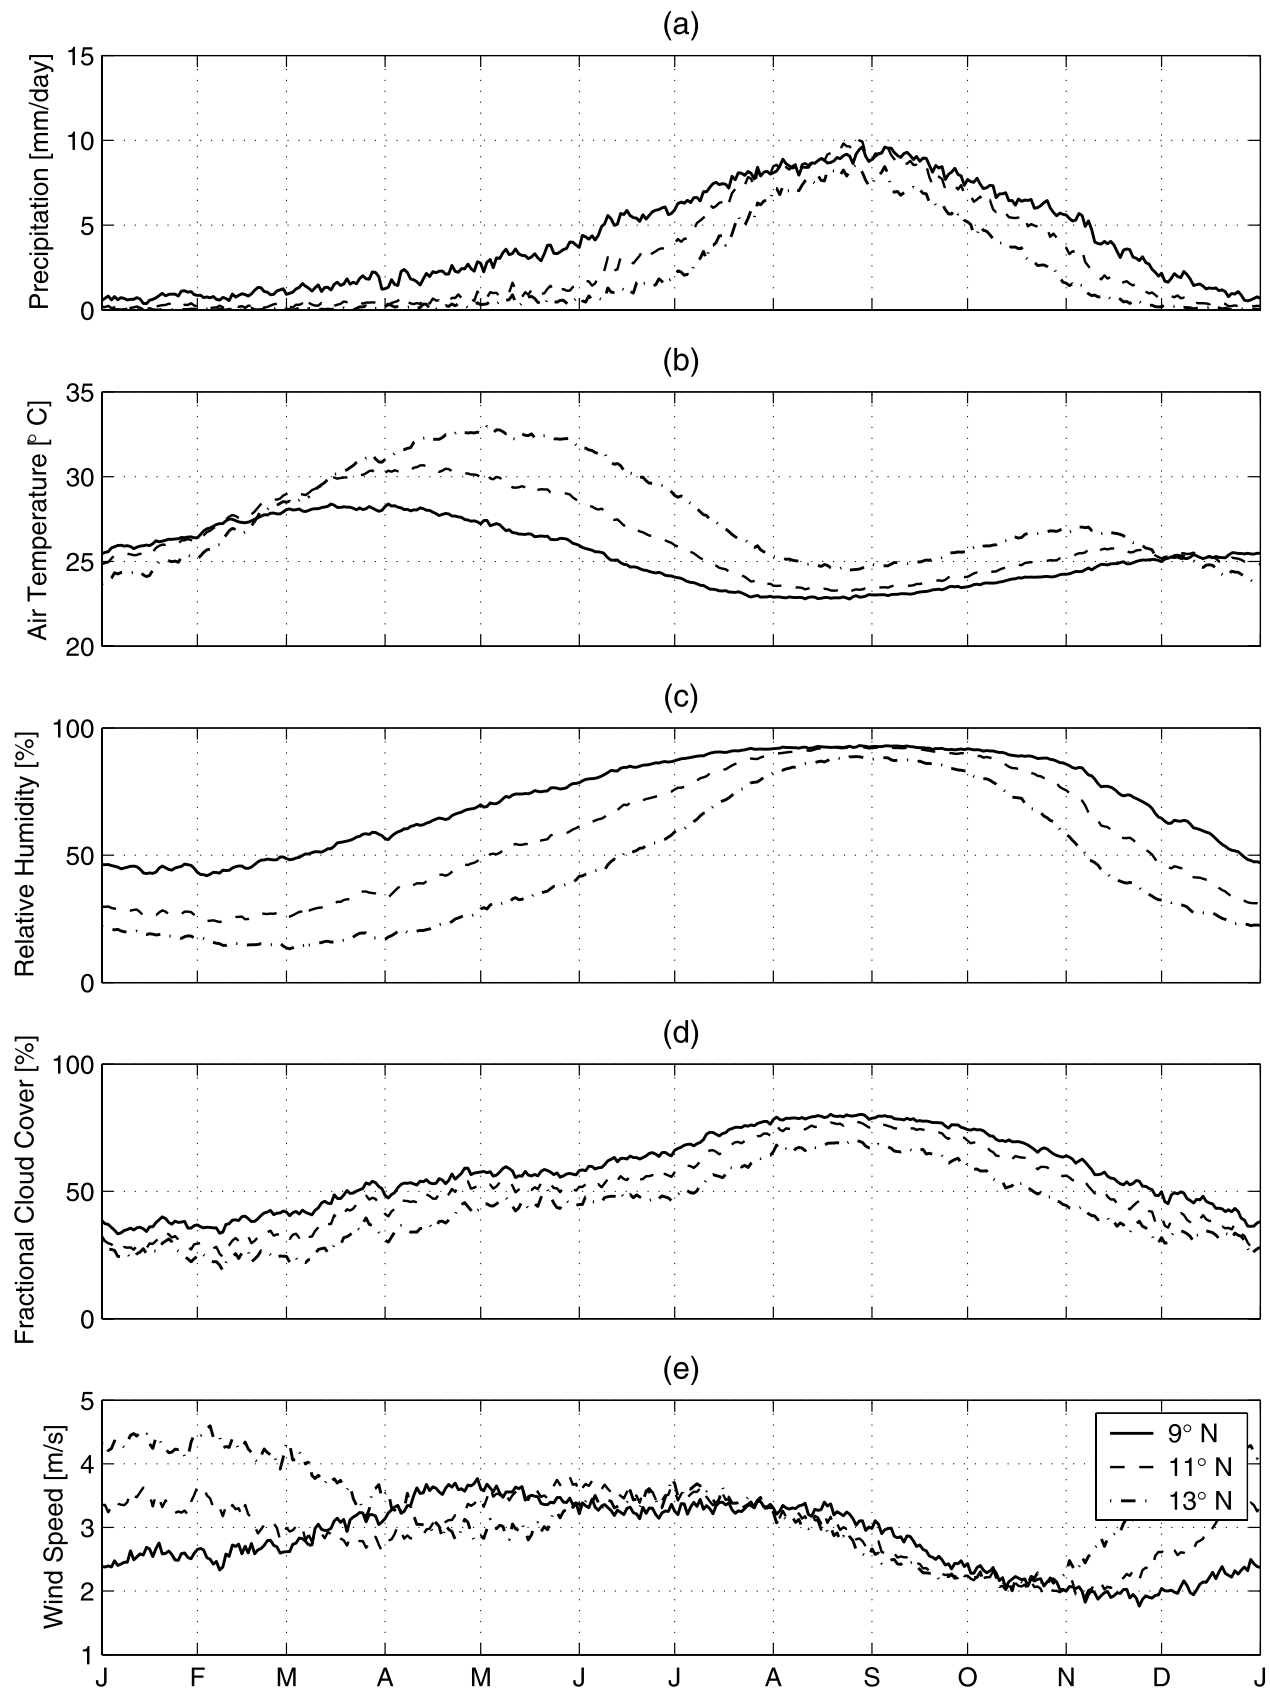 (a)
Precipitation [mm/day]
15
10
5
0
(b)
Air Temperature [° C]
35
30
25
20
(c)
Relative Humidity [%]
100
50
0
(d)
Fractional Cloud Cover [%]
100
50
0
(e)
Wind Speed [m/s]
5
4
3
2
1
9° N
11° N
13° N
J F M A M J J A S O N D J